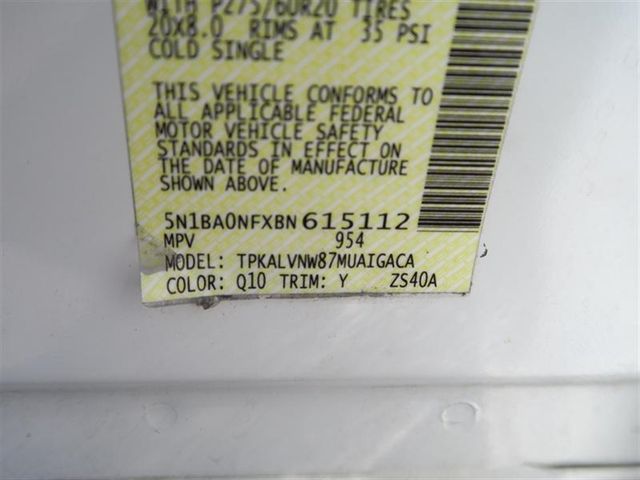 WITH P275/60R20 TIRES
20X8.0 RIMS AT 35 PSI
COLD SINGLE
THIS VEHICLE CONFORMS TO
ALL APPLICABLE FEDERAL
MOTOR VEHICLE SAFETY
STANDARDS IN EFFECT ON
THE DATE OF MANUFACTURE
SHOWN ABOVE.
5N1BA0NFXBN615112
MPV 954
MODEL: TPKALVNW87MUAIGACA
COLOR: Q10 TRIM: Y ZS40A